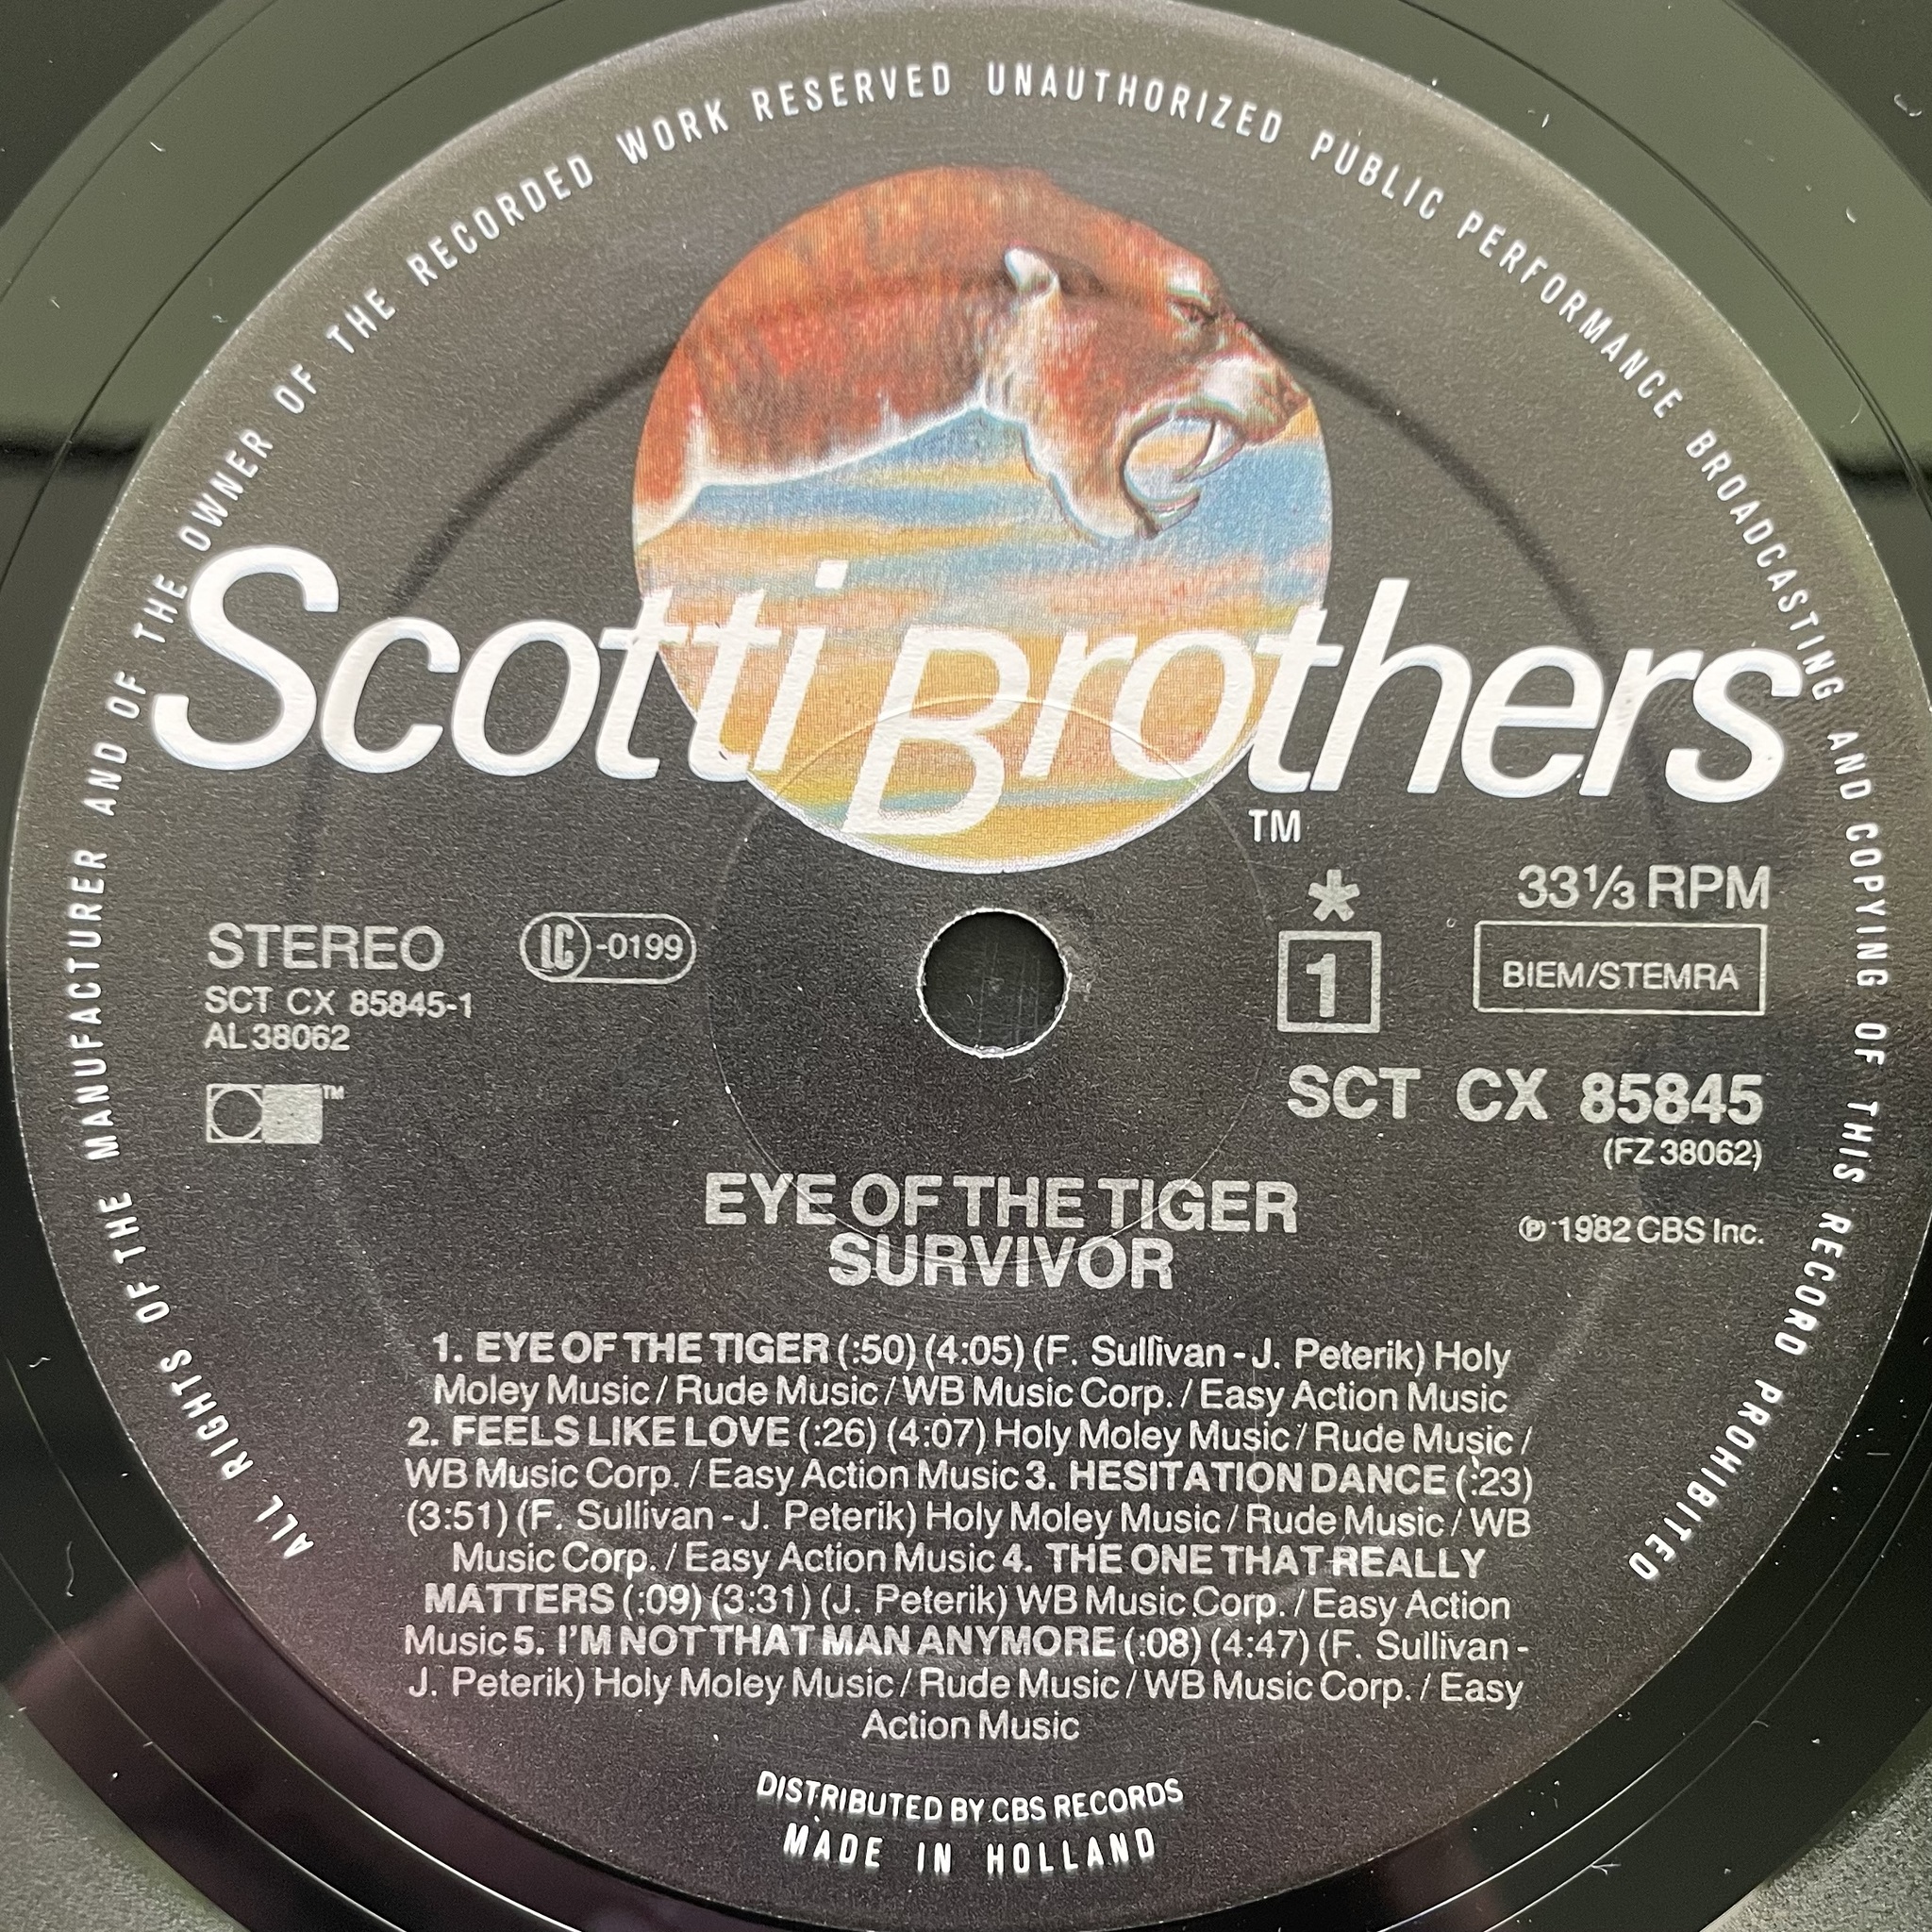 ALL RIGHTS OF THE MANUFACTURER AND OF THE OWNER OF THE RECORDED WORK RESERVED UNAUTHORIZED PUBLIC PERFORMANCE BROADCASTING AND COPYING OF THIS RECORD PROHIBITED
Scotti Brothers
TM
STEREO
LC-0199
SCT CX 85845-1
AL 38062
TM
*
1
33⅓ RPM
BIEM/STEMRA
SCT CX 85845
(FZ 38062)
℗ 1982 CBS Inc.
EYE OF THE TIGER
SURVIVOR
1. EYE OF THE TIGER (:50) (4:05) (F. Sullivan - J. Peterik) Holy
Moley Music / Rude Music / WB Music Corp. / Easy Action Music
2. FEELS LIKE LOVE (:26) (4:07) Holy Moley Music / Rude Music /
WB Music Corp. / Easy Action Music 3. HESITATION DANCE (:23)
(3:51) (F. Sullivan - J. Peterik) Holy Moley Music / Rude Music / WB
Music Corp. / Easy Action Music 4. THE ONE THAT REALLY
MATTERS (:09) (3:31) (J. Peterik) WB Music Corp. / Easy Action
Music 5. I'M NOT THAT MAN ANYMORE (:08) (4:47) (F. Sullivan -
J. Peterik) Holy Moley Music / Rude Music / WB Music Corp. / Easy
Action Music
DISTRIBUTED BY CBS RECORDS
MADE IN HOLLAND